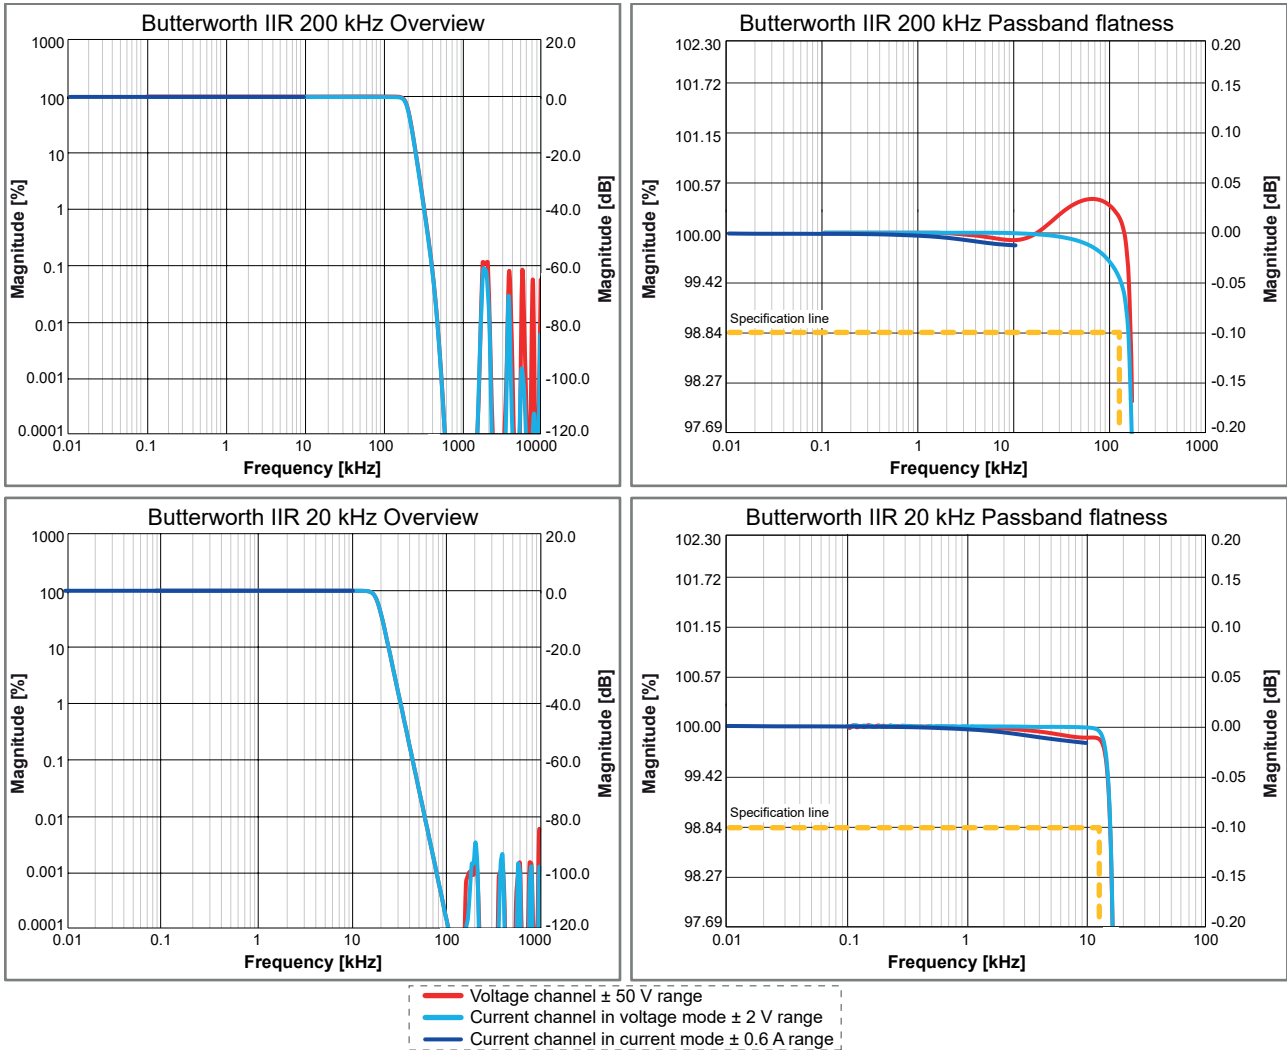 Butterworth IIR 200 kHz Overview
1000
100
10
1
0.1
0.01
0.001
0.0001
Magnitude [%]
20.0
0.0
-20.0
-40.0
-60.0
-80.0
-100.0
-120.0
Magnitude [dB]
0.01 0.1 1 10 100 1000 10000
Frequency [kHz]
Butterworth IIR 200 kHz Passband flatness
102.30
101.72
101.15
100.57
100.00
99.42
98.84
98.27
97.69
Magnitude [%]
Specification line
0.20
0.15
0.10
0.05
0.00
-0.05
-0.10
-0.15
-0.20
Magnitude [dB]
0.01 0.1 1 10 100 1000
Frequency [kHz]
Butterworth IIR 20 kHz Overview
1000
100
10
1
0.1
0.01
0.001
0.0001
Magnitude [%]
20.0
0.0
-20.0
-40.0
-60.0
-80.0
-100.0
-120.0
Magnitude [dB]
0.01 0.1 1 10 100 1000
Frequency [kHz]
Butterworth IIR 20 kHz Passband flatness
102.30
101.72
101.15
100.57
100.00
99.42
98.84
98.27
97.69
Magnitude [%]
Specification line
0.20
0.15
0.10
0.05
0.00
-0.05
-0.10
-0.15
-0.20
Magnitude [dB]
0.01 0.1 1 10 100
Frequency [kHz]
Voltage channel ± 50 V range
Current channel in voltage mode ± 2 V range
Current channel in current mode ± 0.6 A range